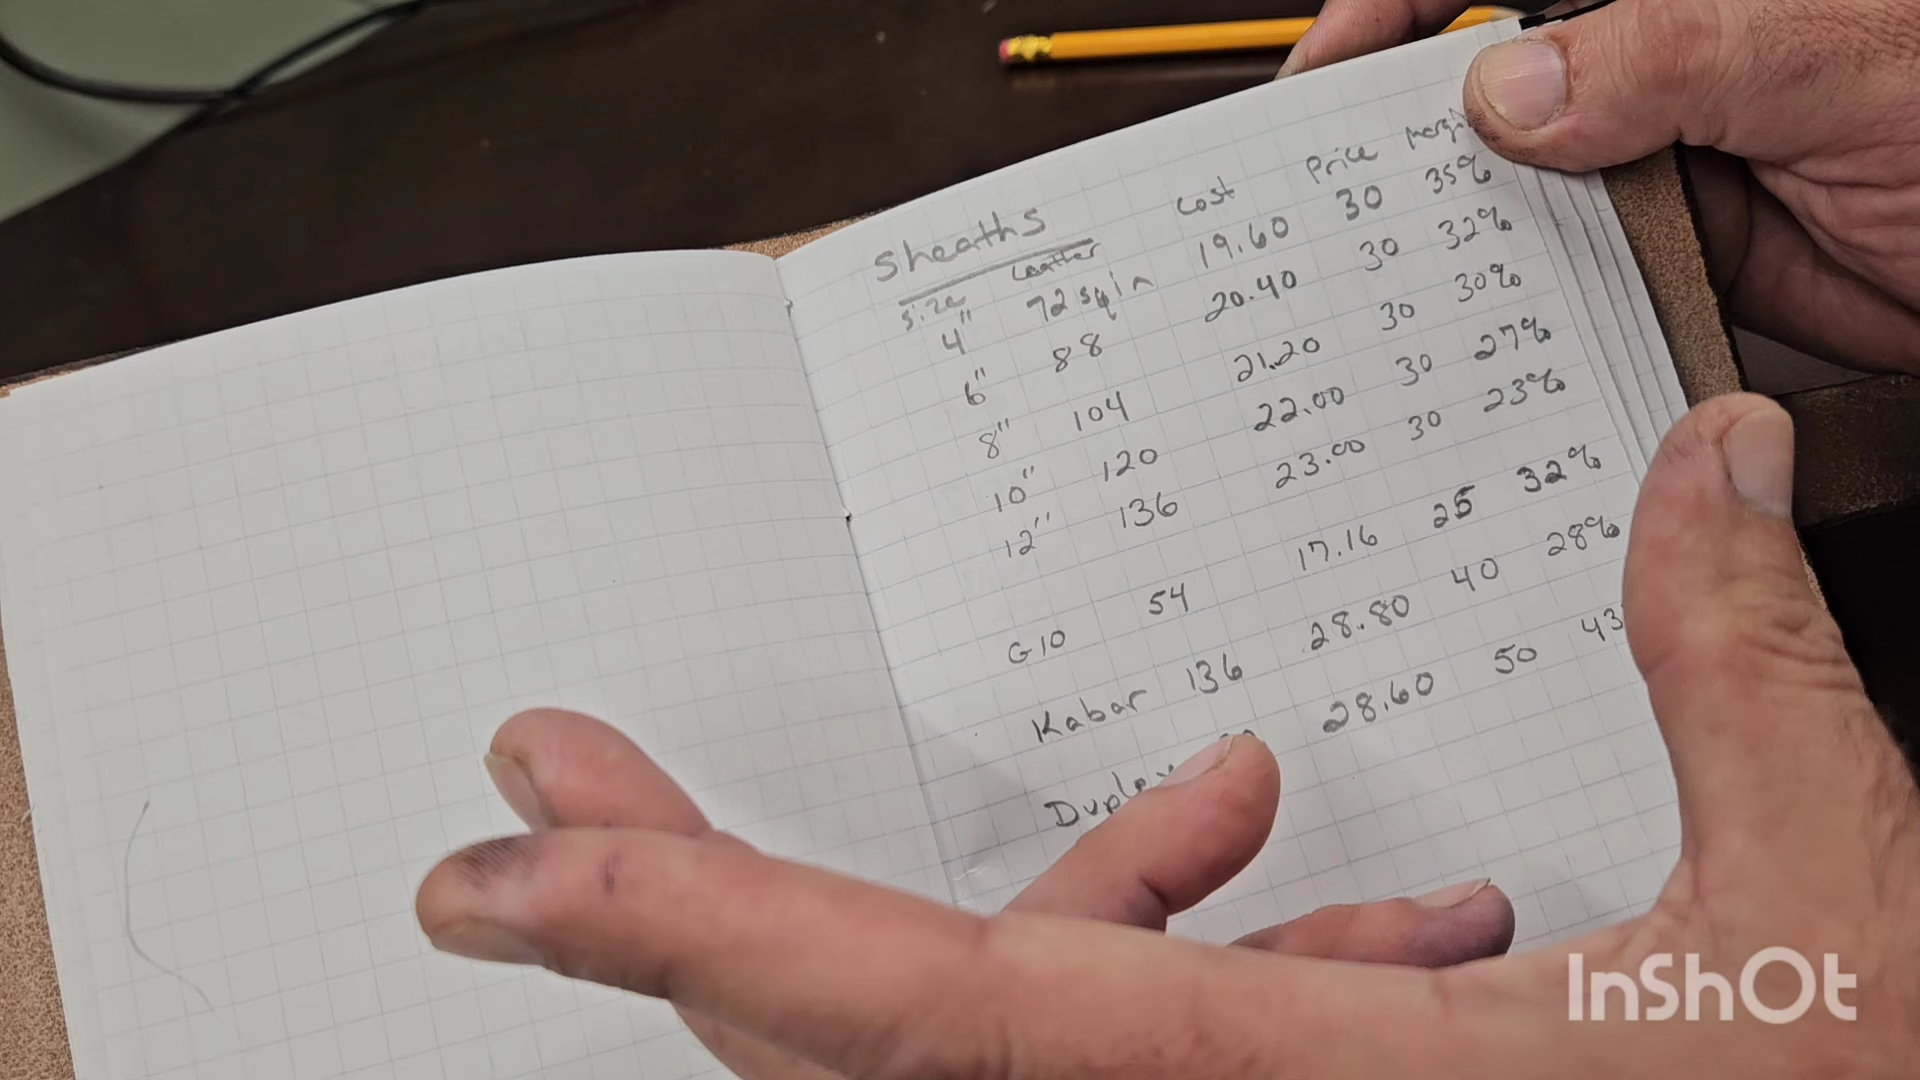 Sheaths
size Leather cost Price margin
4" 72 sq in 19.60 30 35%
6" 88 20.40 30 32%
8" 104 21.20 30 30%
10" 120 22.00 30 27%
12" 136 23.00 30 23%
G10 54 17.16 25 32%
Kabar 136 28.80 40 28%
Duplex 28.60 50 43
InShOt